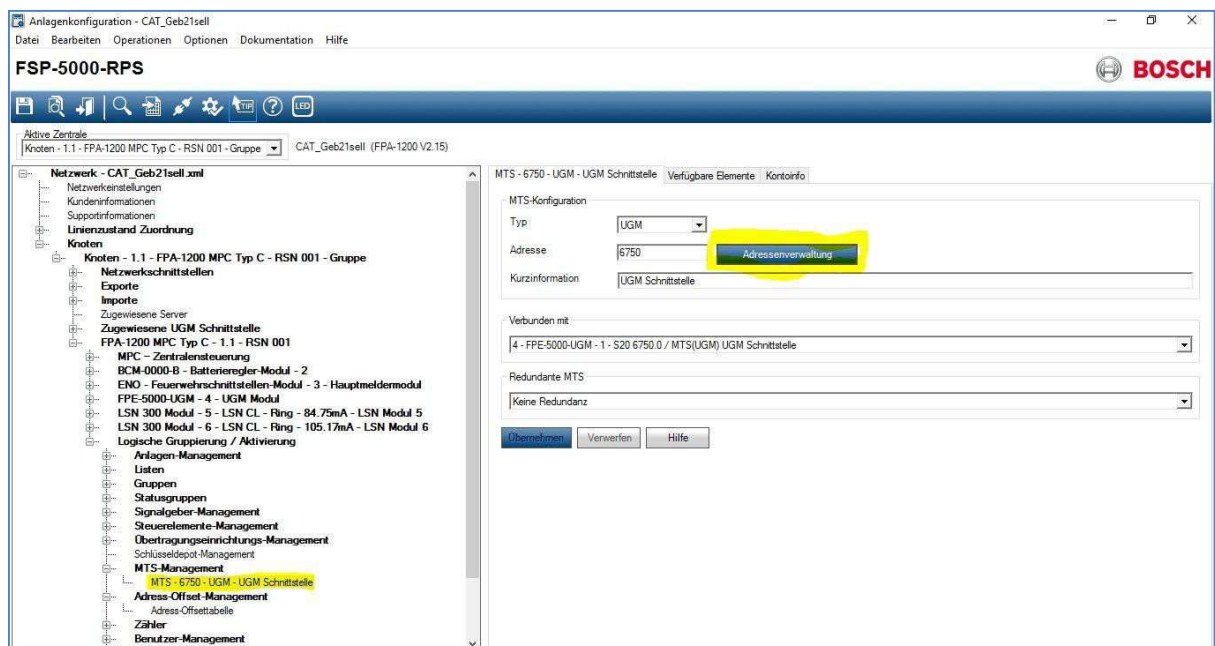 Anlagenkonfiguration - CAT_Geb21sell
Datei Bearbeiten Operationen Optionen Dokumentation Hilfe
FSP-5000-RPS
BOSCH
TIP
LED
Aktive Zentrale
Knoten - 1.1 - FPA-1200 MPC Typ C - RSN 001 - Gruppe
CAT_Geb21sell (FPA-1200 V2.15)
Netzwerk - CAT_Geb21sell.xml
Netzwerkeinstellungen
Kundeninformationen
Supportinformationen
Linienzustand Zuordnung
Knoten
Knoten - 1.1 - FPA-1200 MPC Typ C - RSN 001 - Gruppe
Netzwerkschnittstellen
Exporte
Importe
Zugewiesene Server
Zugewiesene UGM Schnittstelle
FPA-1200 MPC Typ C - 1.1 - RSN 001
MPC – Zentralensteuerung
BCM-0000-B - Batterieregler-Modul - 2
ENO - Feuerwehrschnittstellen-Modul - 3 - Hauptmeldermodul
FPE-5000-UGM - 4 - UGM Modul
LSN 300 Modul - 5 - LSN CL - Ring - 84.75mA - LSN Modul 5
LSN 300 Modul - 6 - LSN CL - Ring - 105.17mA - LSN Modul 6
Logische Gruppierung / Aktivierung
Anlagen-Management
Listen
Gruppen
Statusgruppen
Signalgeber-Management
Steuerelemente-Management
Übertragungseinrichtungs-Management
Schlüsseldepot-Management
MTS-Management
MTS - 6750 - UGM - UGM Schnittstelle
Adress-Offset-Management
Adress-Offsettabelle
Zähler
Benutzer-Management
MTS - 6750 - UGM - UGM Schnittstelle Verfügbare Elemente Kontoinfo
MTS-Konfiguration
Typ UGM
Adresse 6750 Adressenverwaltung
Kurzinformation UGM Schnittstelle
Verbunden mit
4 - FPE-5000-UGM - 1 - S20 6750.0 / MTS(UGM) UGM Schnittstelle
Redundante MTS
Keine Redundanz
Übernehmen Verwerfen Hilfe